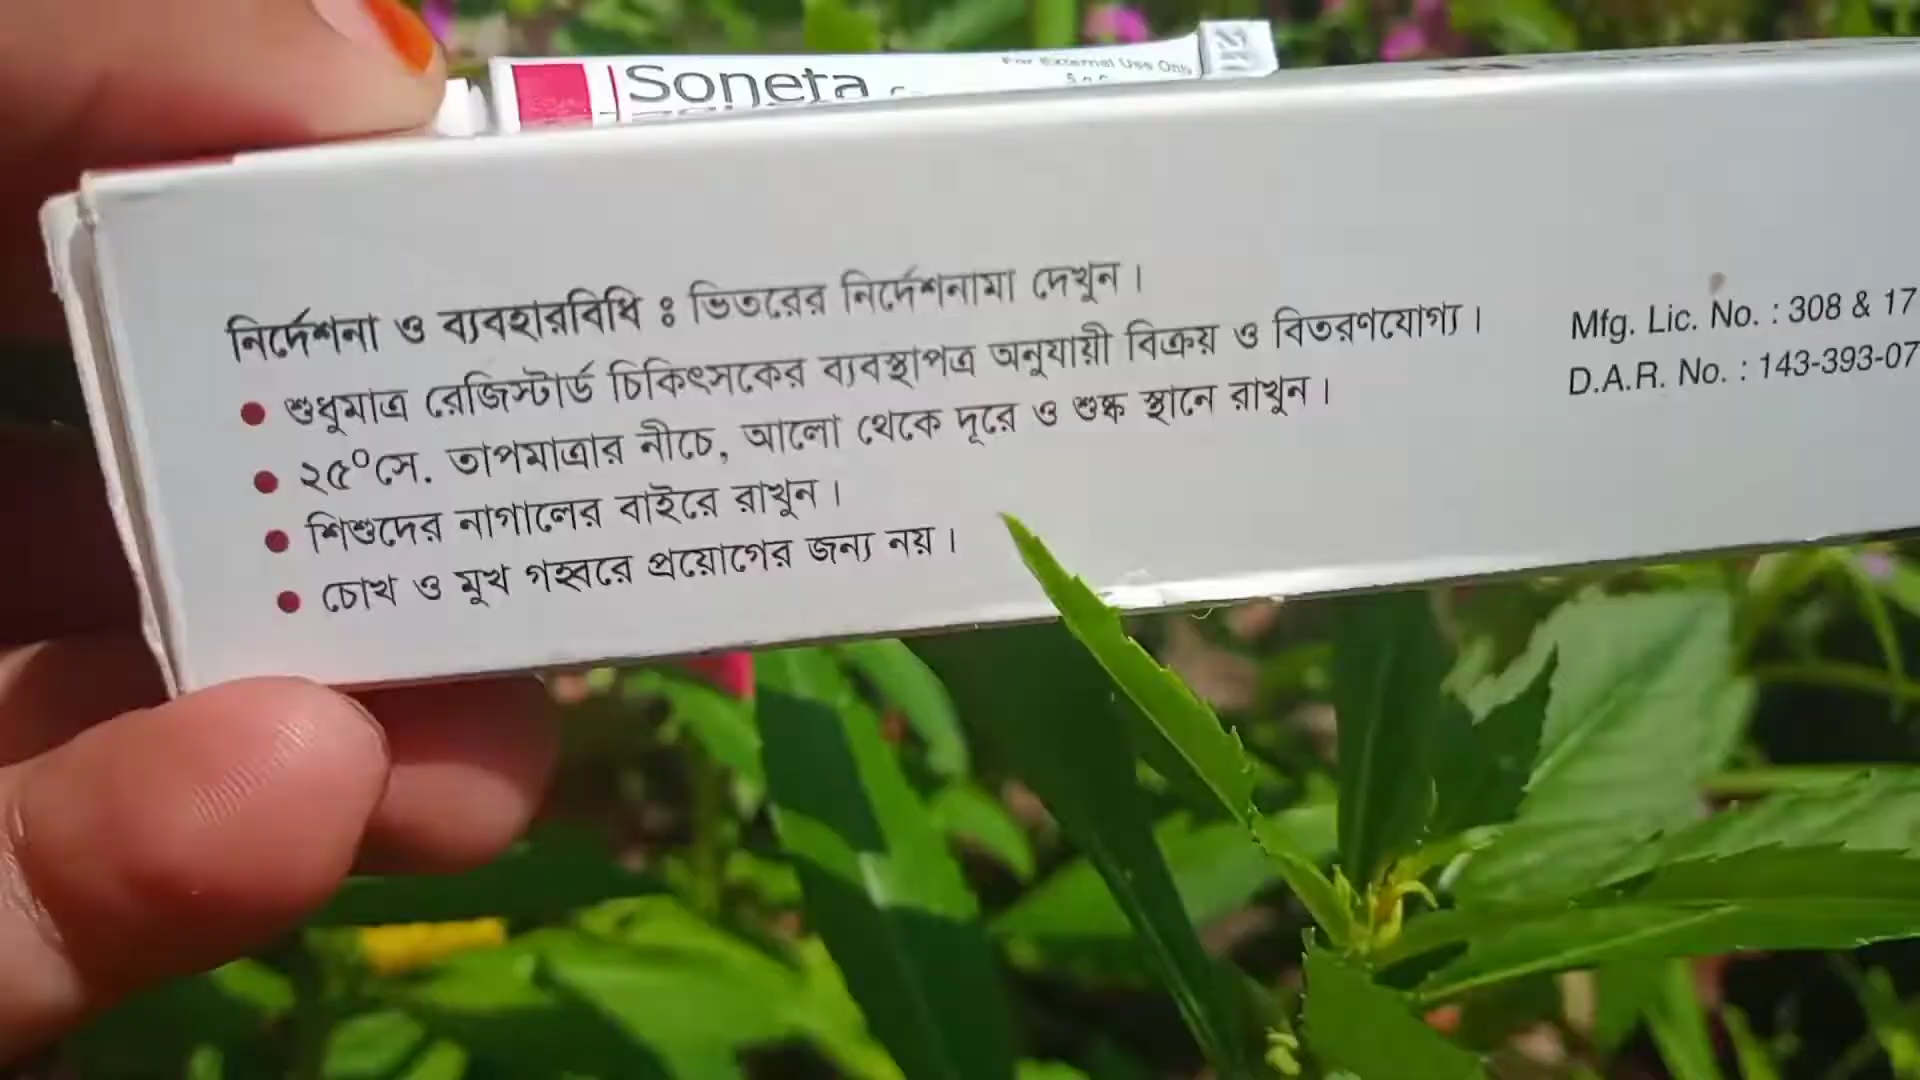 Soneta
For External Use Only
নির্দেশনা ও ব্যবহারবিধি ঃ ভিতরের নির্দেশনামা দেখুন।
● শুধুমাত্র রেজিস্টার্ড চিকিৎসকের ব্যবস্থাপত্র অনুযায়ী বিক্রয় ও বিতরণযোগ্য।
● ২৫°সে. তাপমাত্রার নীচে, আলো থেকে দূরে ও শুষ্ক স্থানে রাখুন।
● শিশুদের নাগালের বাইরে রাখুন।
● চোখ ও মুখ গহ্বরে প্রয়োগের জন্য নয়।
Mfg. Lic. No. : 308 & 17
D.A.R. No. : 143-393-07